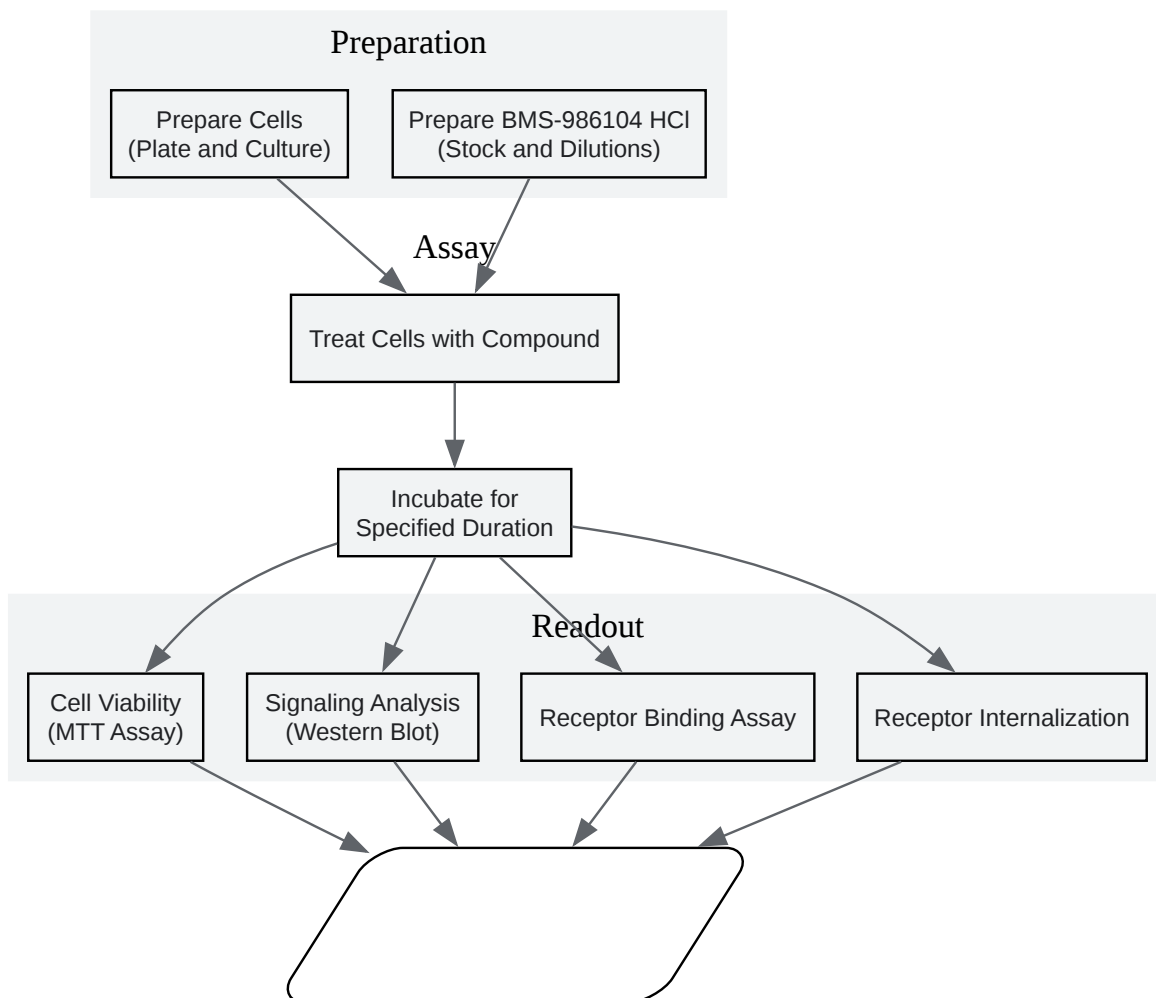 Preparation
Prepare Cells
(Plate and Culture)
Prepare BMS-986104 HCl
(Stock and Dilutions)
Assay
Treat Cells with Compound
Incubate for
Specified Duration
Readout
Cell Viability
(MTT Assay)
Signaling Analysis
(Western Blot)
Receptor Binding Assay
Receptor Internalization